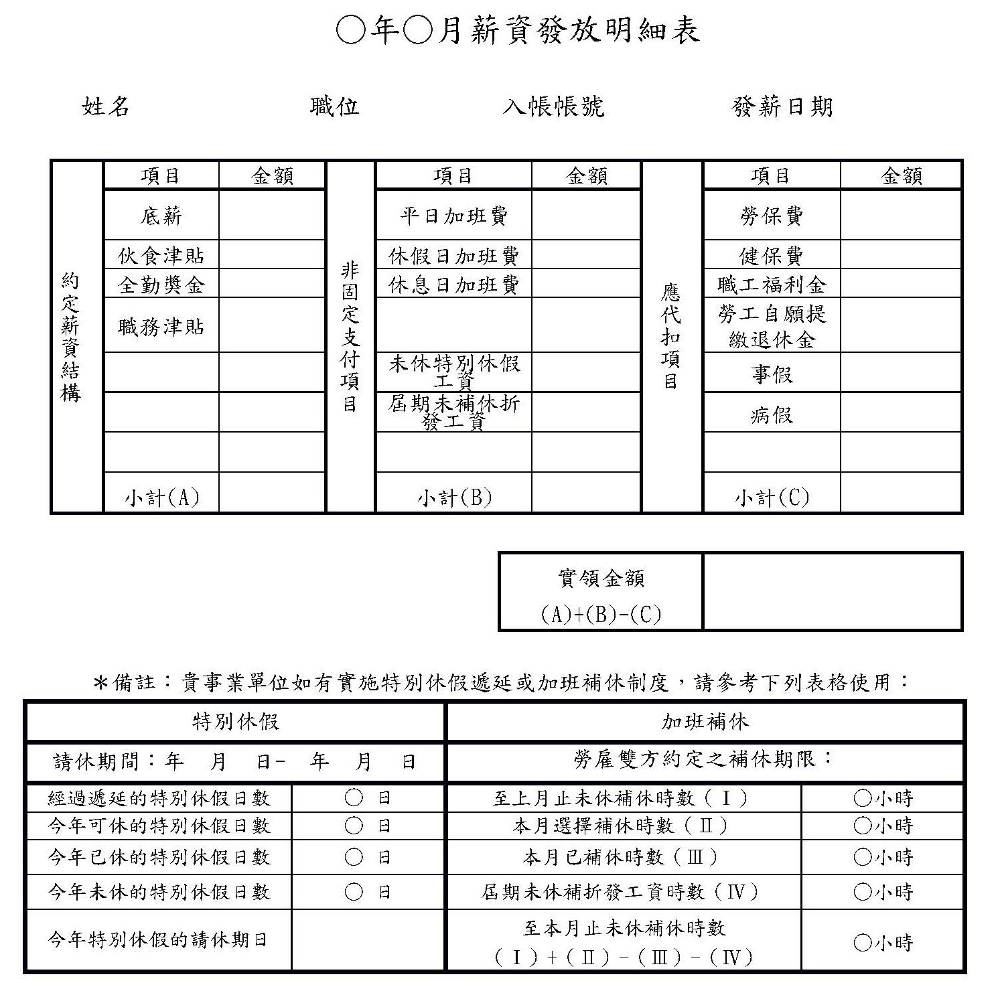 ○年○月薪資發放明細表
姓名 職位 入帳帳號 發薪日期
約定薪資結構
項目 金額
底薪
伙食津貼
全勤獎金
職務津貼
小計(A)
非固定支付項目
項目 金額
平日加班費
休假日加班費
休息日加班費
未休特別休假
工資
屆期未補休折
發工資
小計(B)
應代扣項目
項目 金額
勞保費
健保費
職工福利金
勞工自願提
繳退休金
事假
病假
小計(C)
實領金額
(A)+(B)-(C)
＊備註：貴事業單位如有實施特別休假遞延或加班補休制度，請參考下列表格使用：
特別休假 加班補休
請休期間：年 月 日- 年 月 日 勞雇雙方約定之補休期限：
經過遞延的特別休假日數 ○ 日 至上月止未休補休時數（Ⅰ） ○小時
今年可休的特別休假日數 ○ 日 本月選擇補休時數（Ⅱ） ○小時
今年已休的特別休假日數 ○ 日 本月已補休時數（Ⅲ） ○小時
今年未休的特別休假日數 ○ 日 屆期未休補折發工資時數（Ⅳ） ○小時
今年特別休假的請休期日 至本月止未休補休時數
（Ⅰ）+（Ⅱ）-（Ⅲ）-（Ⅳ） ○小時